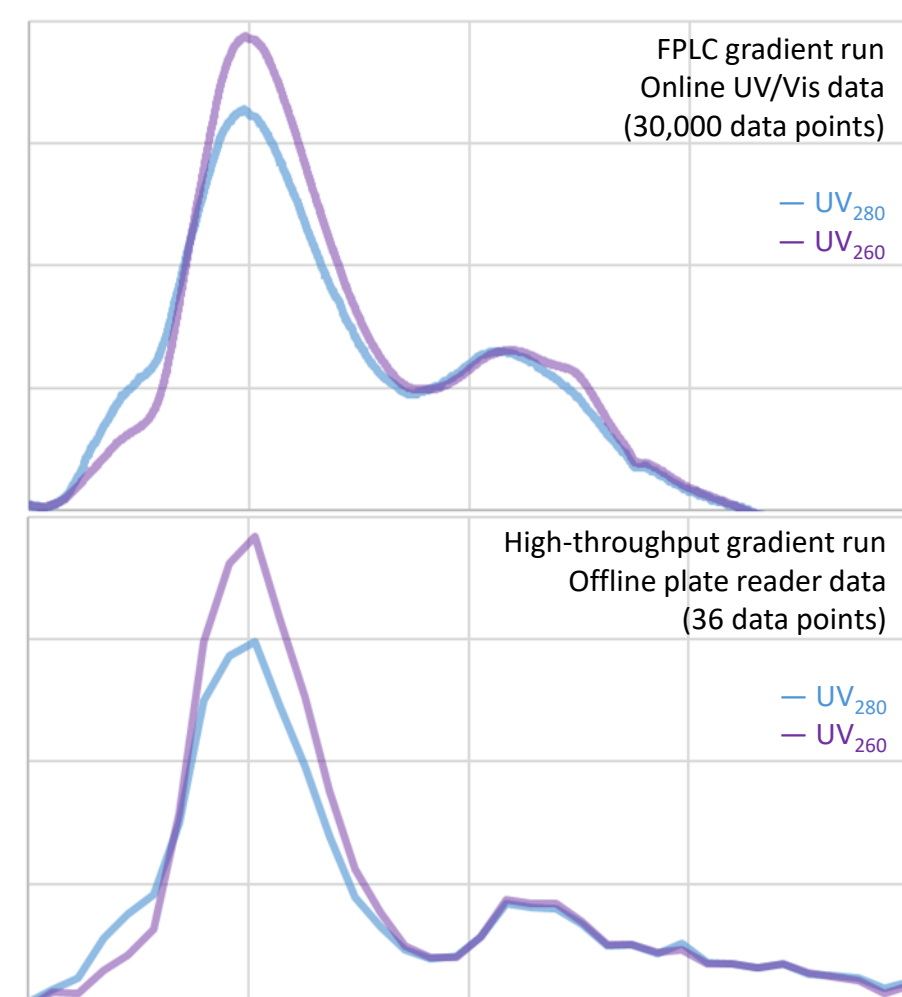 FPLC gradient run
Online UV/Vis data
(30,000 data points)
— UV280
— UV260
High-throughput gradient run
Offline plate reader data
(36 data points)
— UV280
— UV260